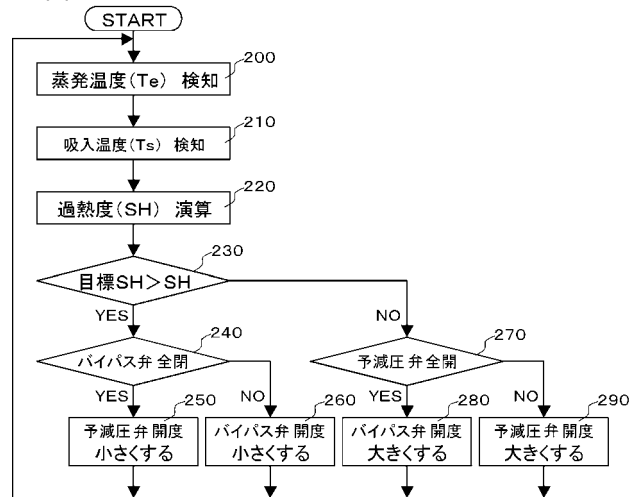 START
200
蒸発温度(Te) 検知
210
吸入温度(Ts) 検知
220
過熱度(SH) 演算
230
目標SH>SH
YES
NO
240
バイパス弁 全閉
270
予減圧弁 全開
YES
NO
YES
NO
250
予減圧弁 開度
小さくする
260
バイパス弁 開度
小さくする
280
バイパス弁 開度
大きくする
290
予減圧弁 開度
大きくする